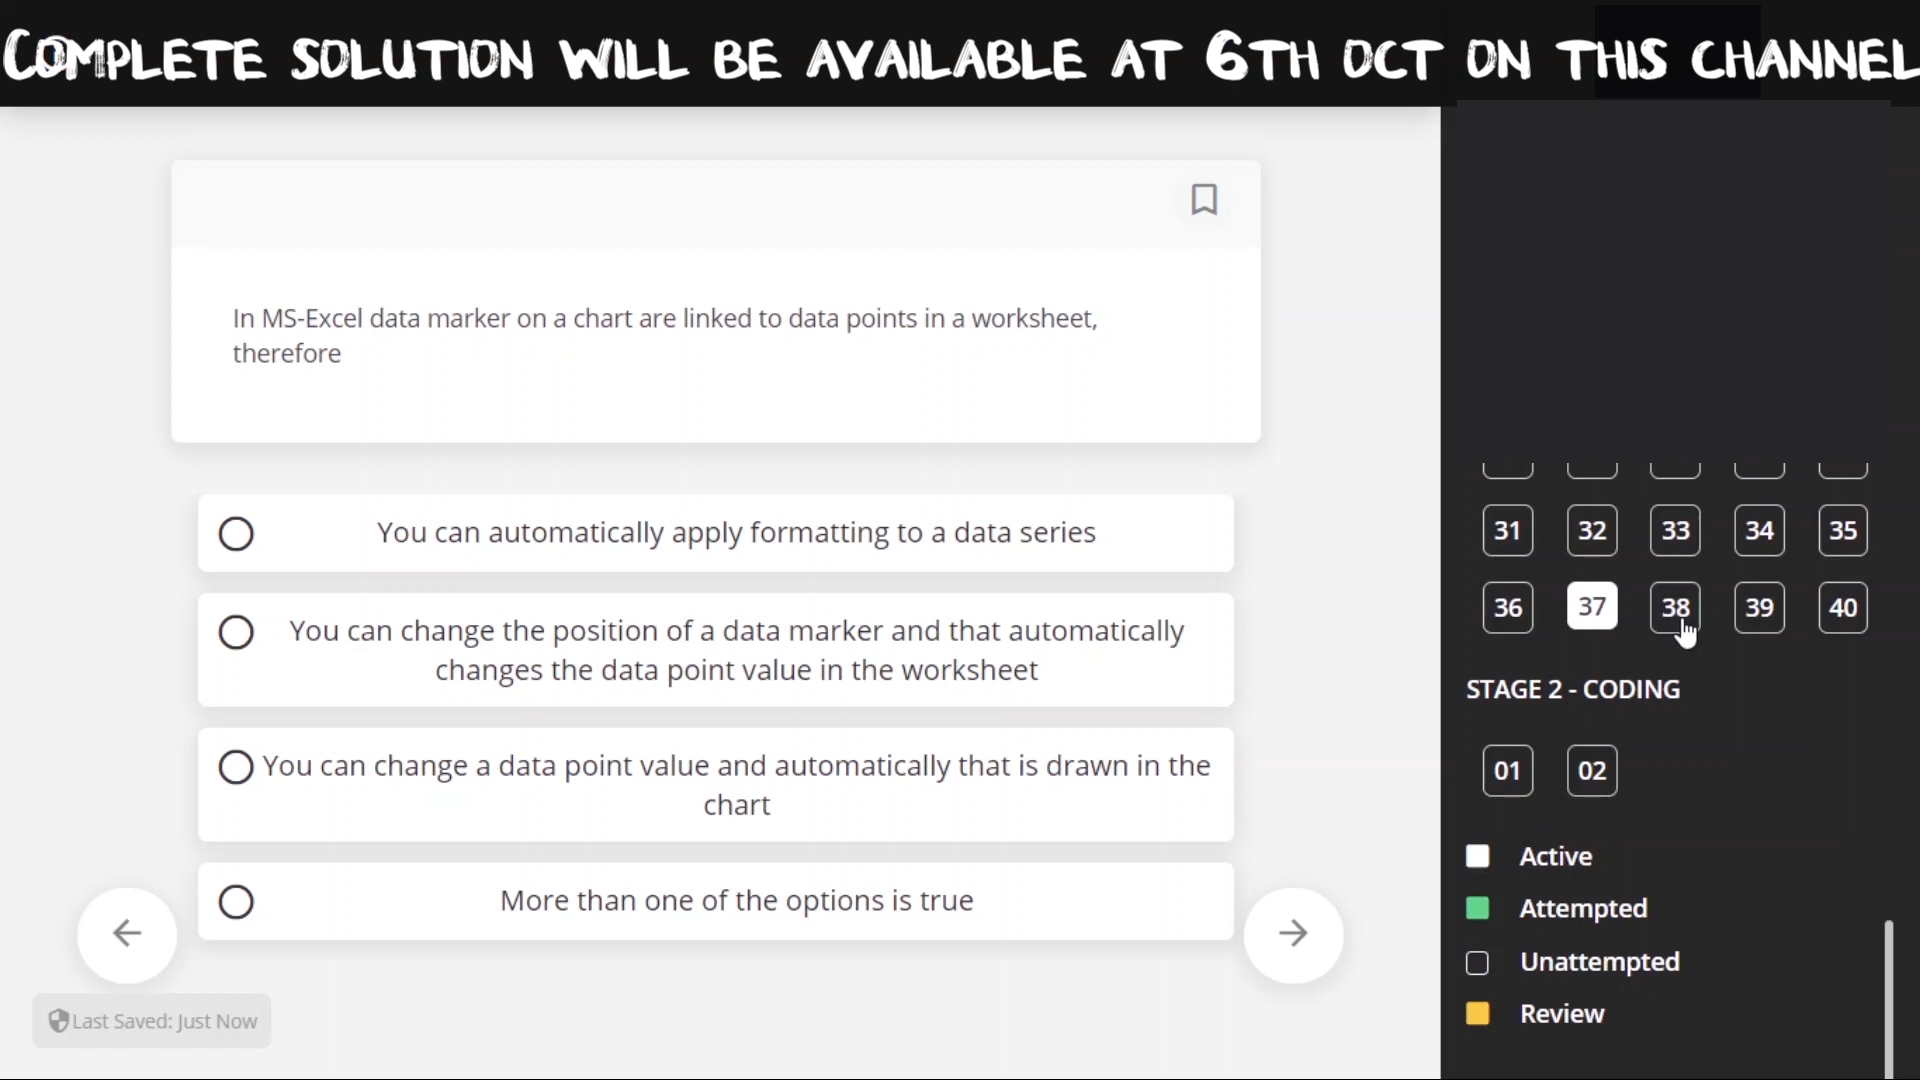 Complete solution will be available at 6th oct on this channel
In MS-Excel data marker on a chart are linked to data points in a worksheet,
therefore
You can automatically apply formatting to a data series
You can change the position of a data marker and that automatically
changes the data point value in the worksheet
You can change a data point value and automatically that is drawn in the
chart
More than one of the options is true
Last Saved: Just Now
31 32 33 34 35
36 37 38 39 40
STAGE 2 - CODING
01 02
Active
Attempted
Unattempted
Review